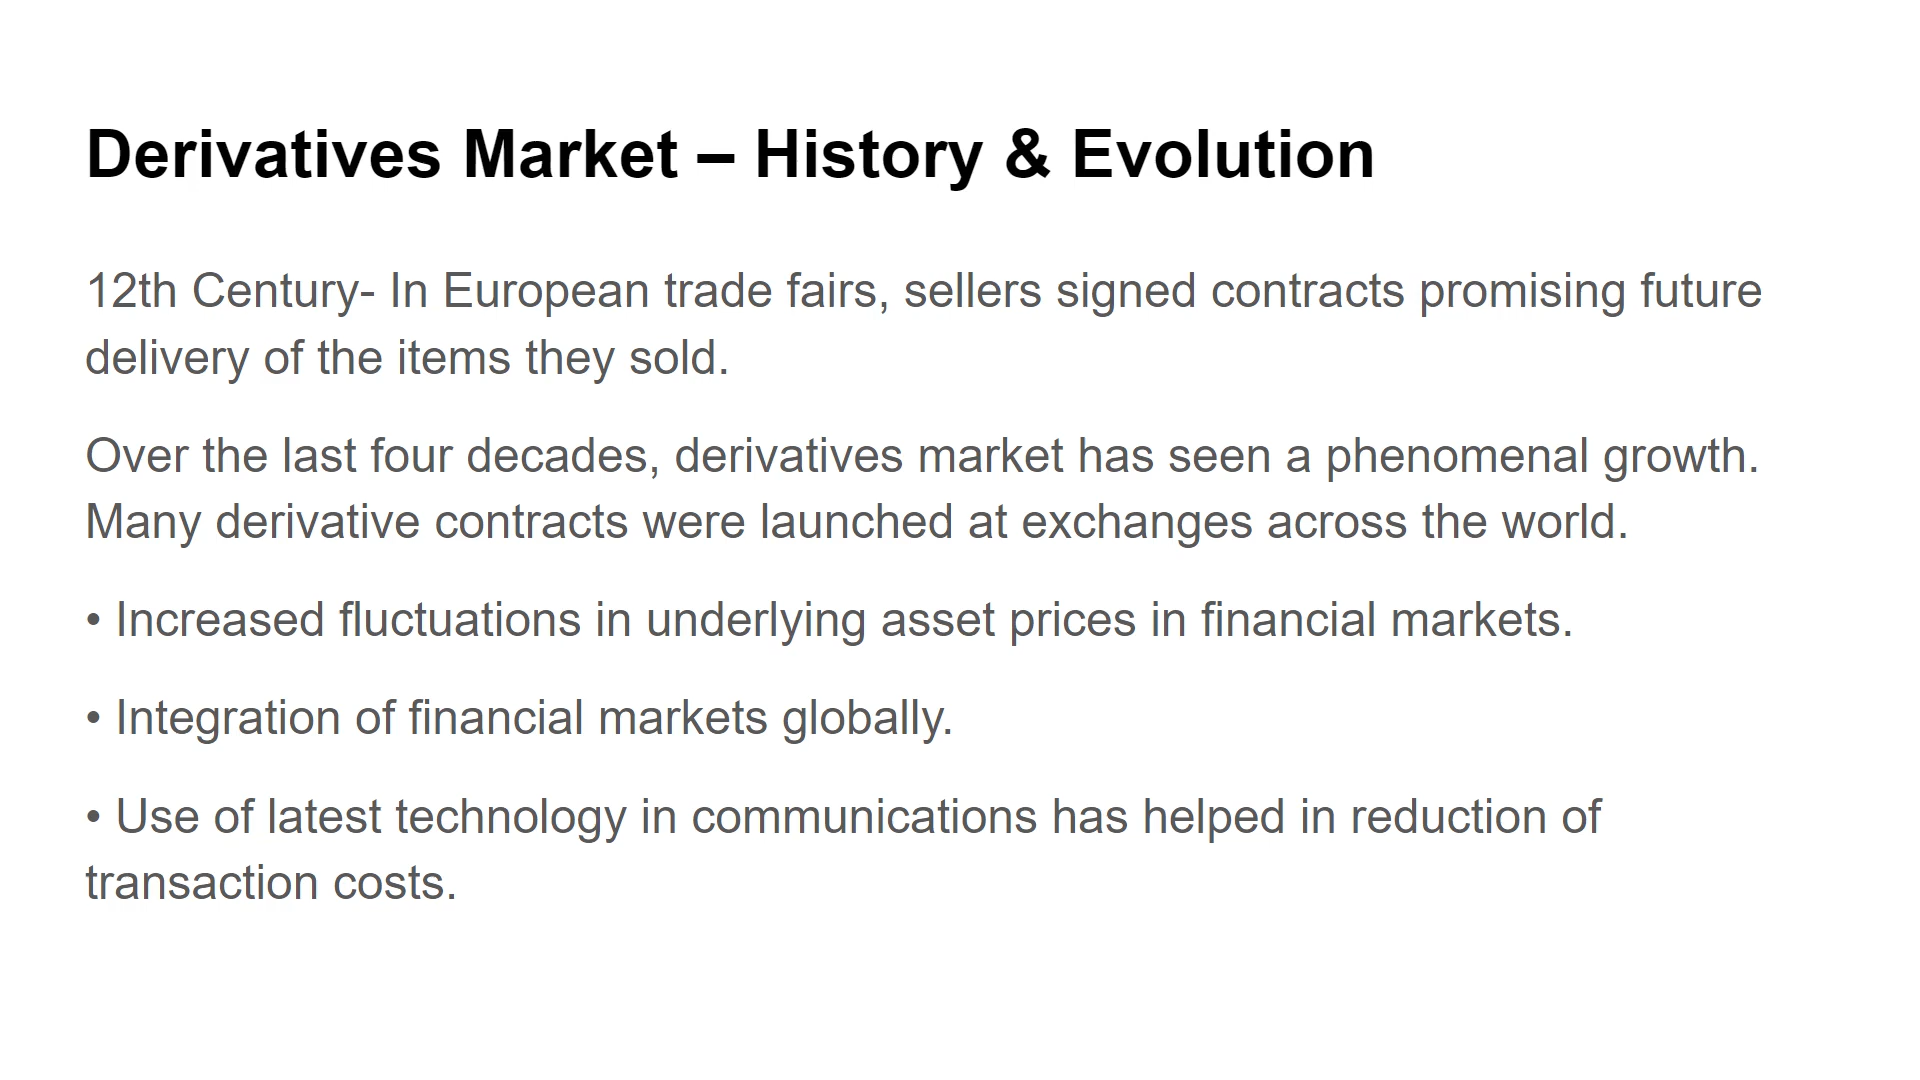 Derivatives Market – History & Evolution
12th Century- In European trade fairs, sellers signed contracts promising future
delivery of the items they sold.
Over the last four decades, derivatives market has seen a phenomenal growth.
Many derivative contracts were launched at exchanges across the world.
• Increased fluctuations in underlying asset prices in financial markets.
• Integration of financial markets globally.
• Use of latest technology in communications has helped in reduction of
transaction costs.